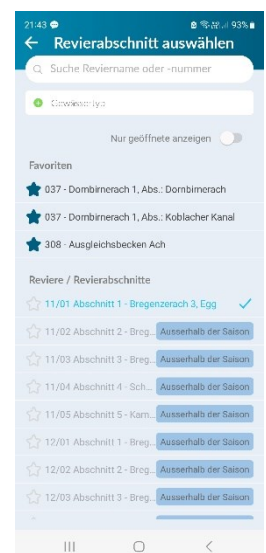 21:43 93%
← Revierabschnitt auswählen
Suche Reviername oder -nummer
Gewässertyp
Nur geöffnete anzeigen
Favoriten
037 - Dornbirnerach 1, Abs.: Dornbirnerach
037 - Dornbirnerach 1, Abs.: Koblacher Kanal
308 - Ausgleichsbecken Ach
Reviere / Revierabschnitte
11/01 Abschnitt 1 - Bregenzerach 3, Egg
11/02 Abschnitt 2 - Breg... Ausserhalb der Saison
11/03 Abschnitt 3 - Breg... Ausserhalb der Saison
11/04 Abschnitt 4 - Sch... Ausserhalb der Saison
11/05 Abschnitt 5 - Kam... Ausserhalb der Saison
12/01 Abschnitt 1 - Breg... Ausserhalb der Saison
12/02 Abschnitt 2 - Breg... Ausserhalb der Saison
12/03 Abschnitt 3 - Breg... Ausserhalb der Saison